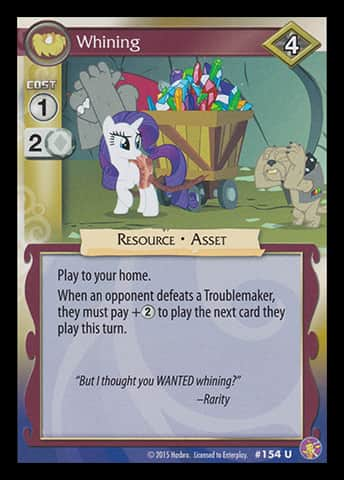 Whining
4
COST
1
2
RESOURCE • ASSET
Play to your home.
When an opponent defeats a Troublemaker,
they must pay +2 to play the next card they
play this turn.
"But I thought you WANTED whining?"
–Rarity
© 2015 Hasbro. Licensed to Enterplay. #154 U